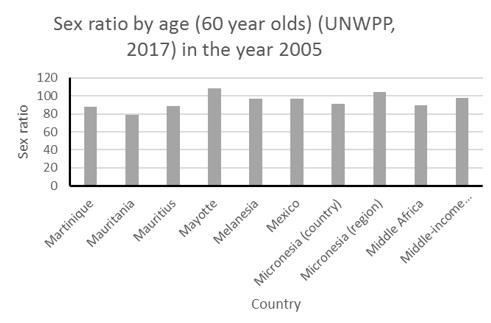 Sex ratio by age (60 year olds) (UNWPP,
2017) in the year 2005
Sex ratio
120
100
80
60
40
20
0
Martinique
Mauritania
Mauritius
Mayotte
Melanesia
Mexico
Micronesia (country)
Micronesia (region)
Middle Africa
Middle-income...
Country